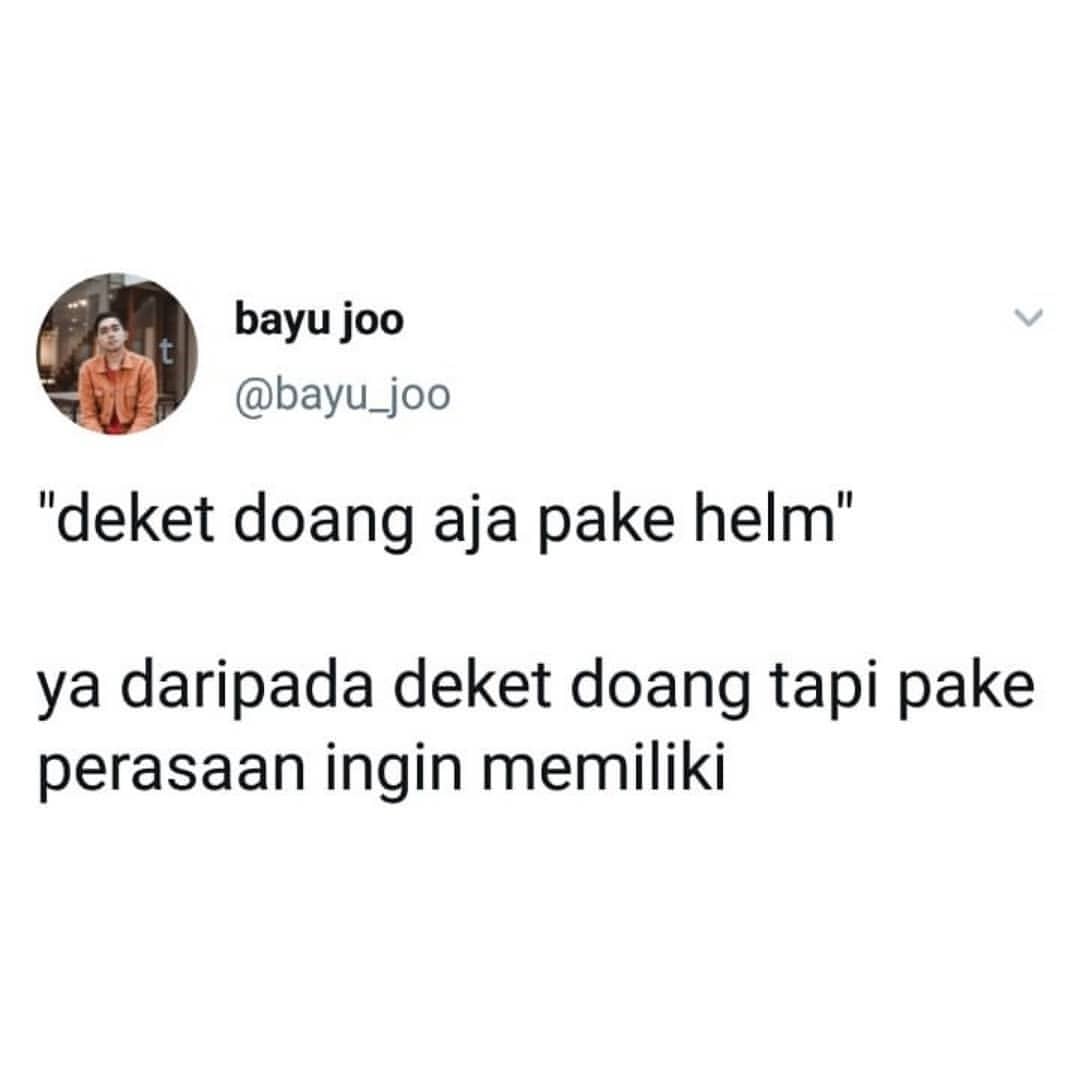 bayu joo
@bayu_joo
"deket doang aja pake helm"
ya daripada deket doang tapi pake
perasaan ingin memiliki
t